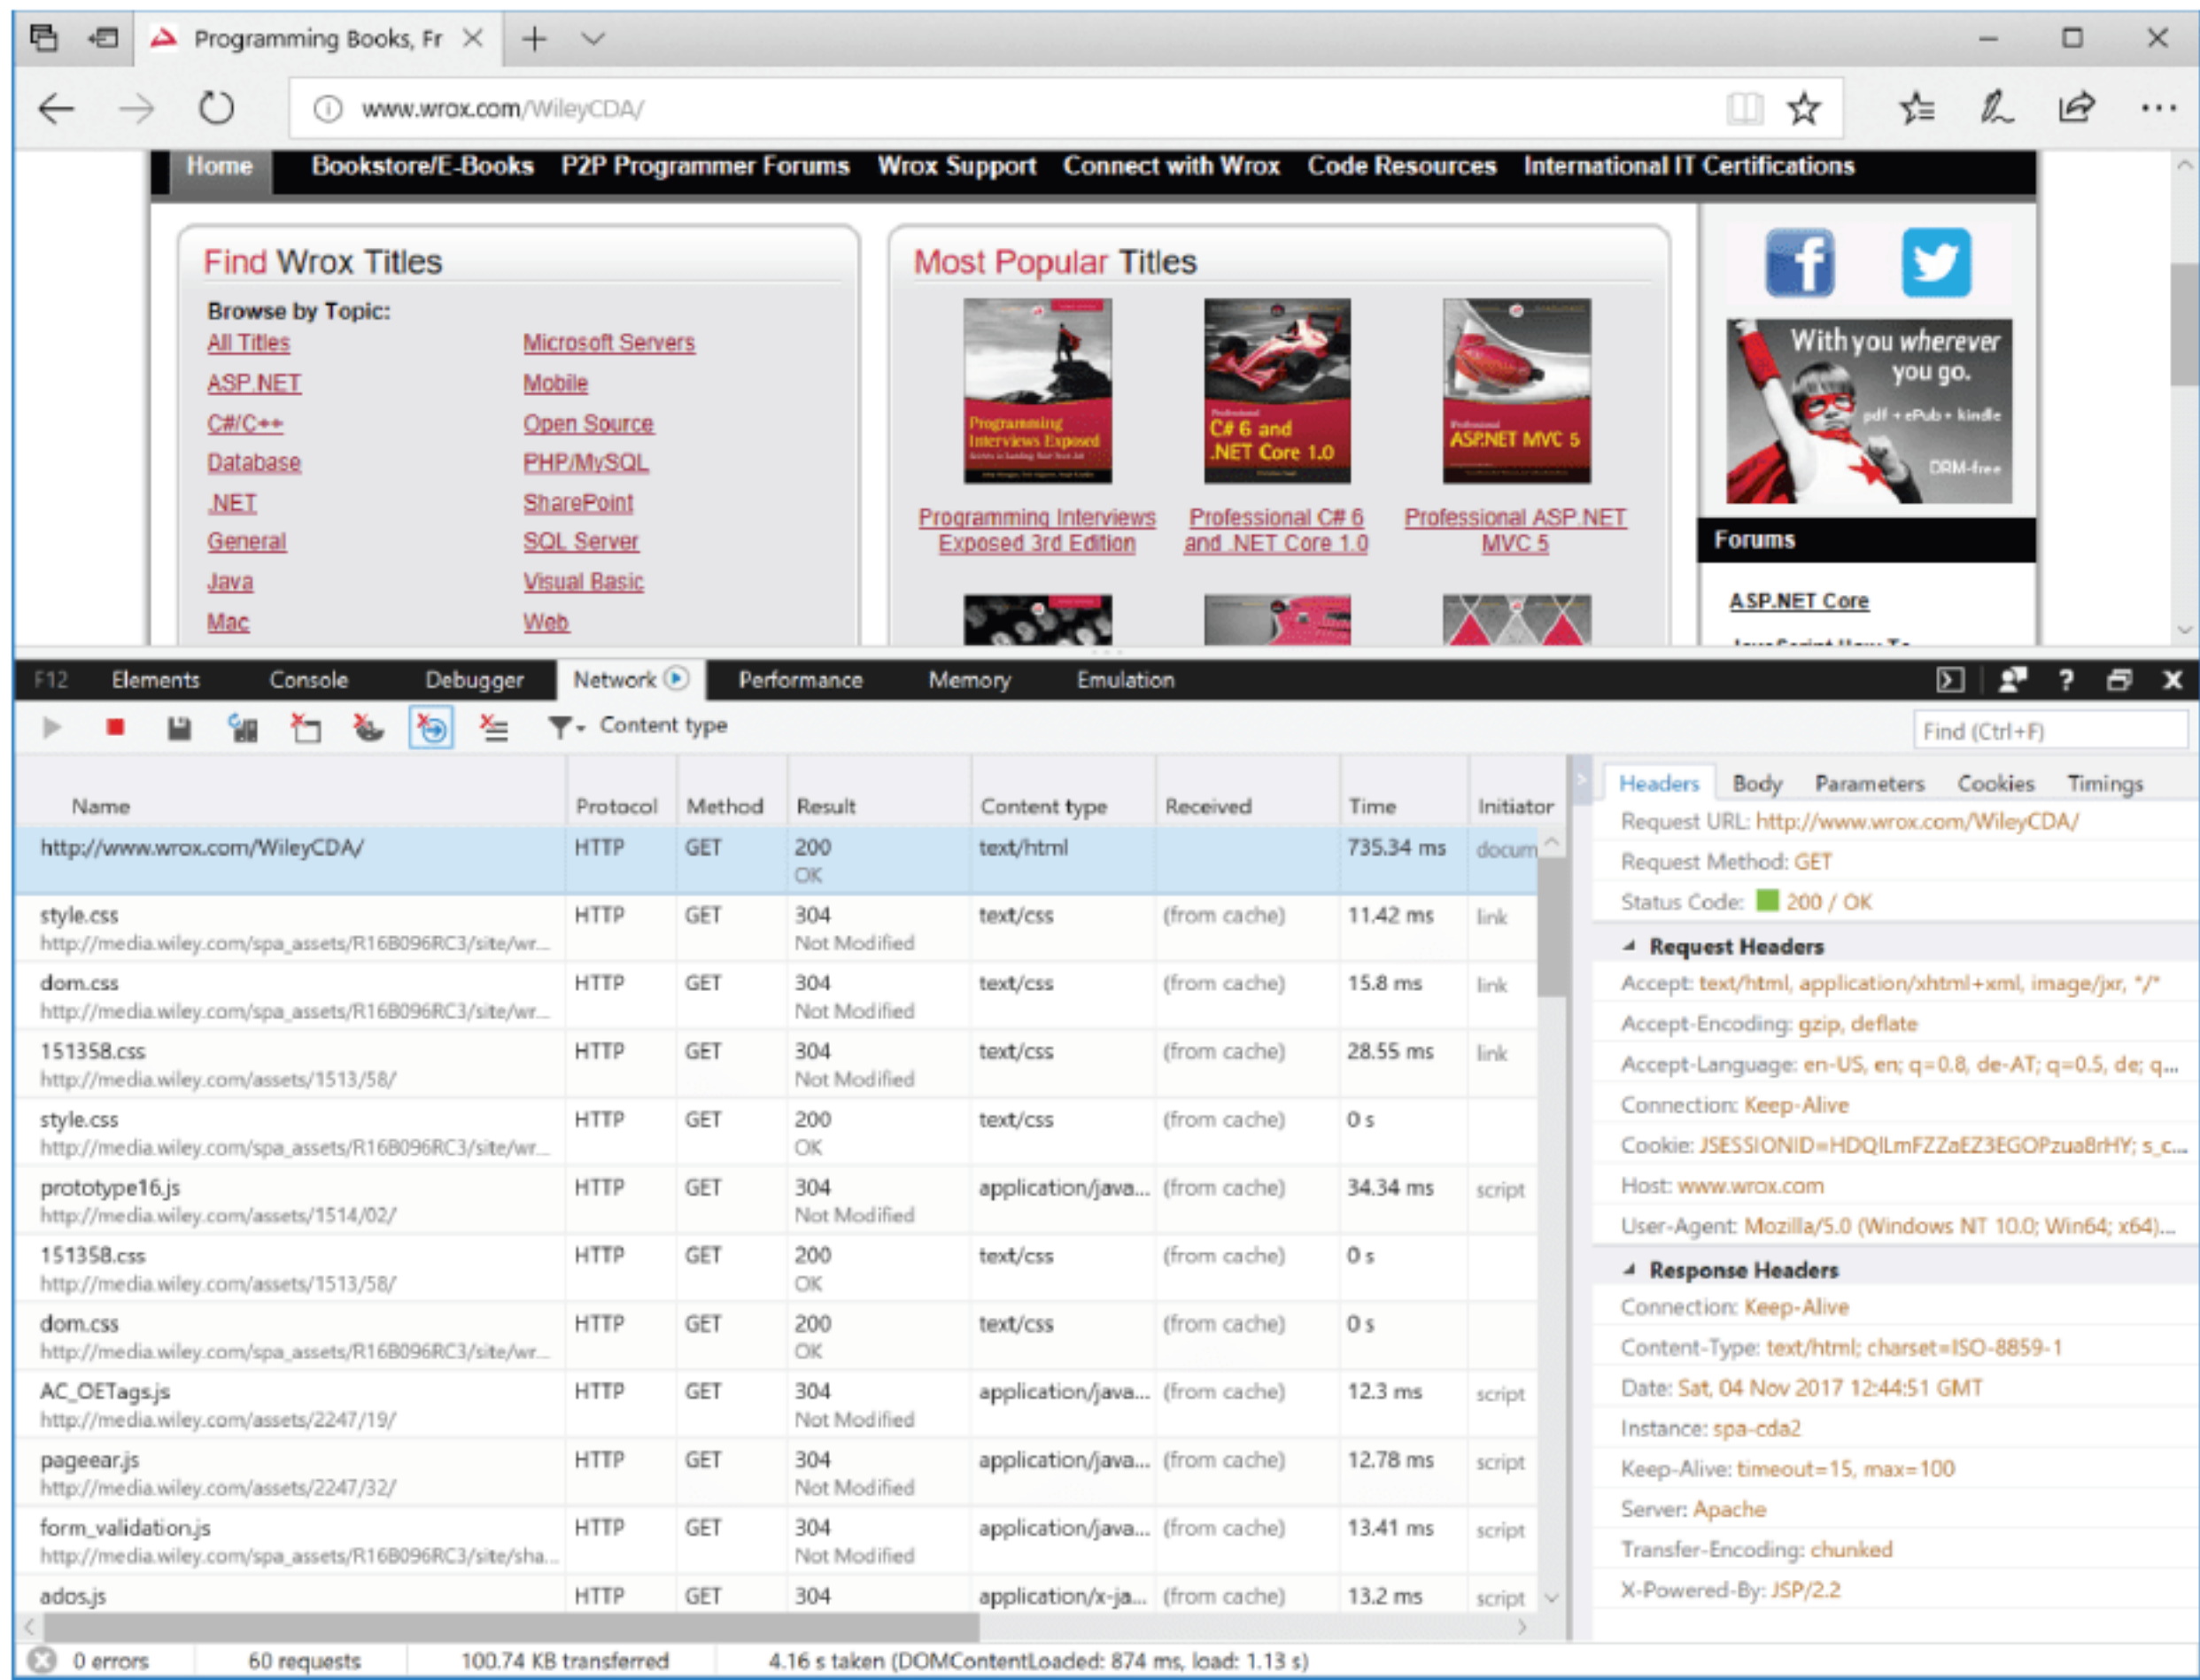 Programming Books, Fr
www.wrox.com/WileyCDA/
Home Bookstore/E-Books P2P Programmer Forums Wrox Support Connect with Wrox Code Resources International IT Certifications
Find Wrox Titles
Browse by Topic:
All Titles Microsoft Servers
ASP.NET Mobile
C#/C++ Open Source
Database PHP/MySQL
.NET SharePoint
General SQL Server
Java Visual Basic
Mac Web
Most Popular Titles
Programming
Interviews Exposed
Professional
C# 6 and
.NET Core 1.0
Professional
ASP.NET MVC 5
Programming Interviews
Exposed 3rd Edition
Professional C# 6
and .NET Core 1.0
Professional ASP.NET
MVC 5
f
With you wherever
you go.
pdf + ePub + kindle
DRM-free
Forums
ASP.NET Core
F12 Elements Console Debugger Network Performance Memory Emulation ?
Content type
Find (Ctrl+F)
Name Protocol Method Result Content type Received Time Initiator
http://www.wrox.com/WileyCDA/ HTTP GET 200 text/html 735.34 ms docum
OK
style.css HTTP GET 304 text/css (from cache) 11.42 ms link
http://media.wiley.com/spa_assets/R16B096RC3/site/wr... Not Modified
dom.css HTTP GET 304 text/css (from cache) 15.8 ms link
http://media.wiley.com/spa_assets/R16B096RC3/site/wr... Not Modified
151358.css HTTP GET 304 text/css (from cache) 28.55 ms link
http://media.wiley.com/assets/1513/58/ Not Modified
style.css HTTP GET 200 text/css (from cache) 0 s
http://media.wiley.com/spa_assets/R16B096RC3/site/wr... OK
prototype16.js HTTP GET 304 application/java... (from cache) 34.34 ms script
http://media.wiley.com/assets/1514/02/ Not Modified
151358.css HTTP GET 200 text/css (from cache) 0 s
http://media.wiley.com/assets/1513/58/ OK
dom.css HTTP GET 200 text/css (from cache) 0 s
http://media.wiley.com/spa_assets/R16B096RC3/site/wr... OK
AC_OETags.js HTTP GET 304 application/java... (from cache) 12.3 ms script
http://media.wiley.com/assets/2247/19/ Not Modified
pageear.js HTTP GET 304 application/java... (from cache) 12.78 ms script
http://media.wiley.com/assets/2247/32/ Not Modified
form_validation.js HTTP GET 304 application/java... (from cache) 13.41 ms script
http://media.wiley.com/spa_assets/R16B096RC3/site/sha... Not Modified
ados.js HTTP GET 304 application/x-ja... (from cache) 13.2 ms script
Headers Body Parameters Cookies Timings
Request URL: http://www.wrox.com/WileyCDA/
Request Method: GET
Status Code: 200 / OK
Request Headers
Accept: text/html, application/xhtml+xml, image/jxr, */*
Accept-Encoding: gzip, deflate
Accept-Language: en-US, en; q=0.8, de-AT; q=0.5, de; q...
Connection: Keep-Alive
Cookie: JSESSIONID=HDQlLmFZZaEZ3EGOPzua8rHY; s_c...
Host: www.wrox.com
User-Agent: Mozilla/5.0 (Windows NT 10.0; Win64; x64)...
Response Headers
Connection: Keep-Alive
Content-Type: text/html; charset=ISO-8859-1
Date: Sat, 04 Nov 2017 12:44:51 GMT
Instance: spa-cda2
Keep-Alive: timeout=15, max=100
Server: Apache
Transfer-Encoding: chunked
X-Powered-By: JSP/2.2
0 errors 60 requests 100.74 KB transferred 4.16 s taken (DOMContentLoaded: 874 ms, load: 1.13 s)